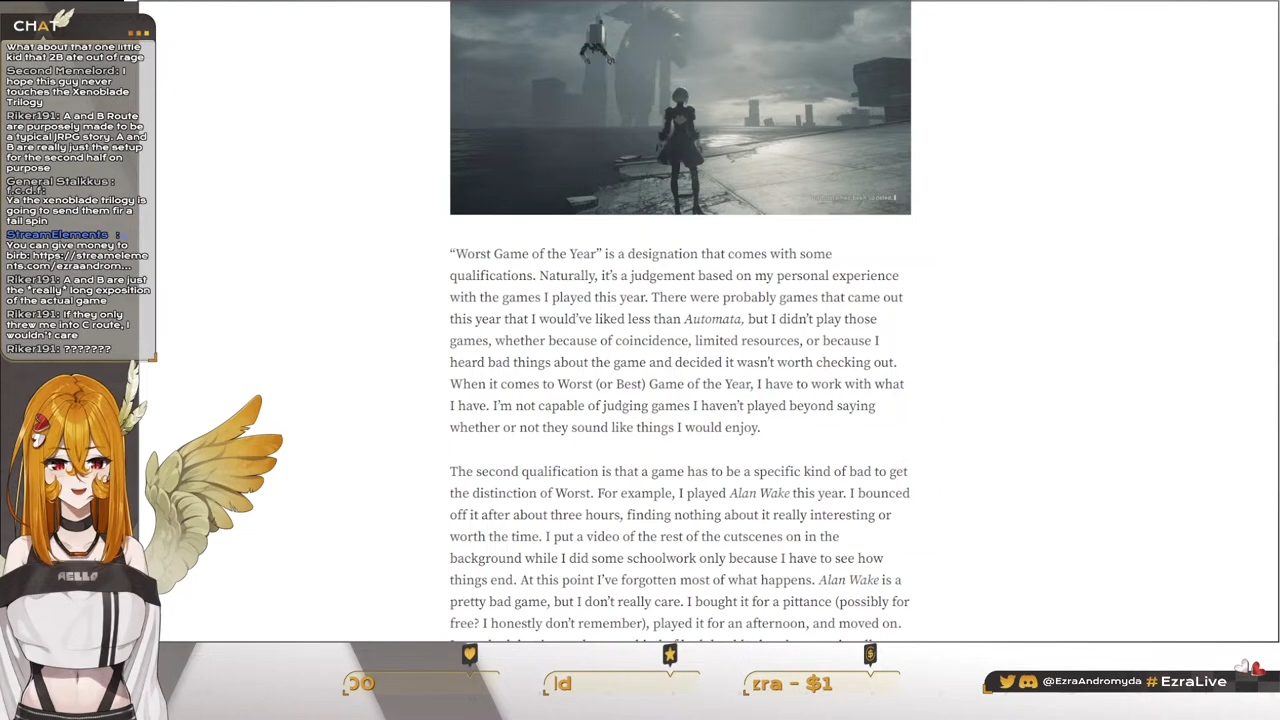 CHAT
What about that one little
kid that 2B ate out of rage
Second Memelord: I
hope this guy never
touches the Xenoblade
Trilogy
Riker191: A and B Route
are purposely made to be
a typical JRPG story. A and
B are really just the setup
for the second half on
purpose
General Stalkkus :
f.c.d.f:
Ya the xenoblade trilogy is
going to send them fir a
tail spin
StreamElements :
You can give money to
birb: https://streameleme
nts.com/ezraandrom...
Riker191: A and B are just
the *really* long exposition
of the actual game
Riker191: If they only
threw me into C route, I
wouldn't care
Riker191: ???????
“Worst Game of the Year” is a designation that comes with some
qualifications. Naturally, it’s a judgement based on my personal experience
with the games I played this year. There were probably games that came out
this year that I would’ve liked less than Automata, but I didn’t play those
games, whether because of coincidence, limited resources, or because I
heard bad things about the game and decided it wasn’t worth checking out.
When it comes to Worst (or Best) Game of the Year, I have to work with what
I have. I’m not capable of judging games I haven’t played beyond saying
whether or not they sound like things I would enjoy.
The second qualification is that a game has to be a specific kind of bad to get
the distinction of Worst. For example, I played Alan Wake this year. I bounced
off it after about three hours, finding nothing about it really interesting or
worth the time. I put a video of the rest of the cutscenes on in the
background while I did some schoolwork only because I have to see how
things end. At this point I’ve forgotten most of what happens. Alan Wake is a
pretty bad game, but I don’t really care. I bought it for a pittance (possibly for
free? I honestly don’t remember), played it for an afternoon, and moved on.
HELLO
00
ld
zra - $1
@EzraAndromyda # EzraLive